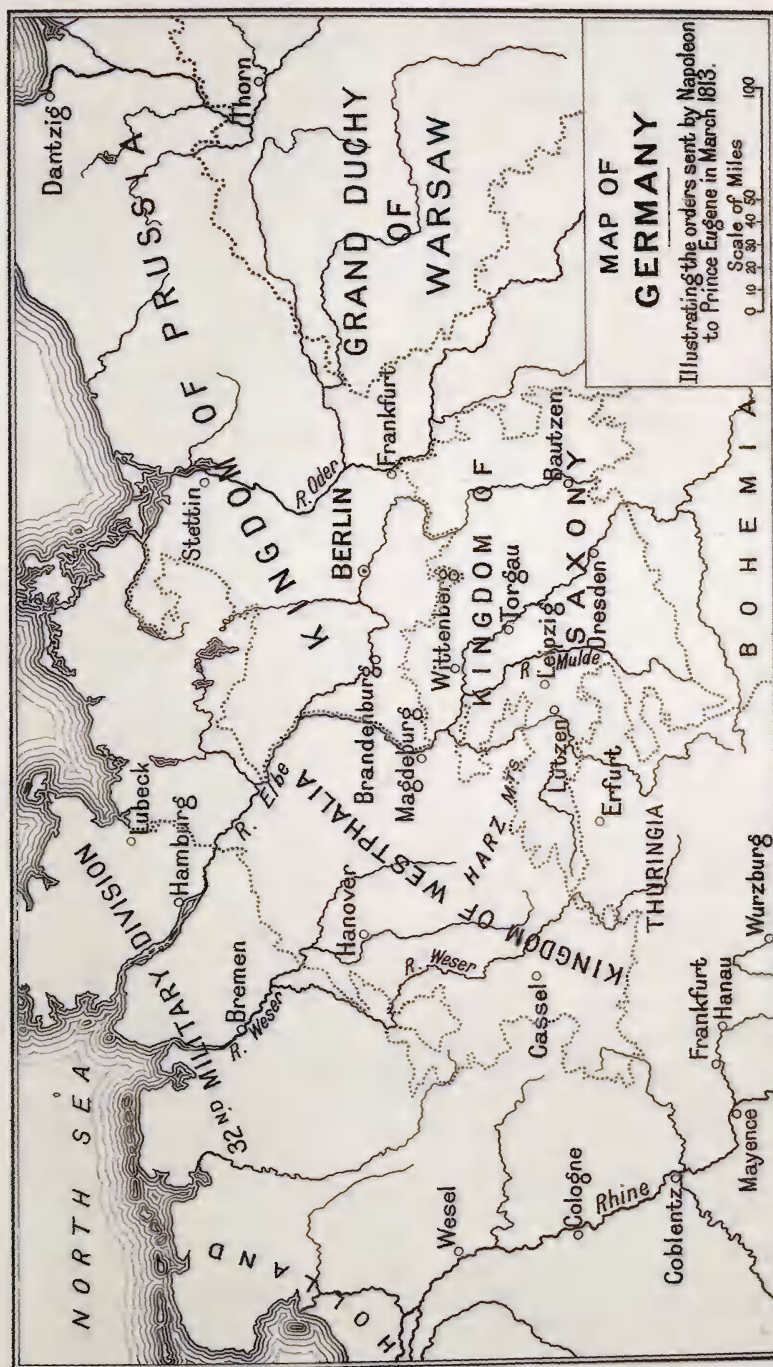 NORTH SEA
Dantzig
Thorn
KINGDOM OF PRUSSIA
GRAND DUCHY
OF
WARSAW
Stettin
R. Oder
BERLIN
Frankfurt
Lubeck
Hamburg
32ND MILITARY DIVISION
Bremen
R. Weser
R. Elbe
Brandenburg
Magdeburg
Hanover
R. Weser
KINGDOM OF WESTPHALIA
HARZ MTS
Wittenberg
KINGDOM OF
SAXONY
Torgau
Bautzen
Leipzig
R. Mulde
Dresden
Lützen
Erfurt
Cassel
THURINGIA
BOHEMIA
HOLLAND
Wesel
Cologne
Rhine
Coblentz
Frankfurt
Hanau
Mayence
Wurzburg
MAP OF
GERMANY
Illustrating the orders sent by Napoleon
to Prince Eugene in March 1813.
Scale of Miles
0 10 20 30 40 50 100